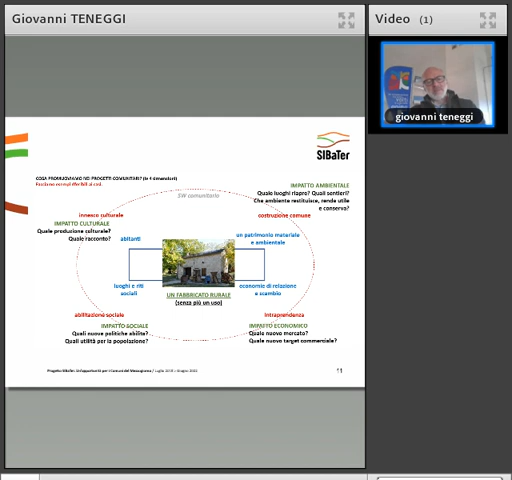 Giovanni TENEGGI
Video (1)
giovanni teneggi
SIBaTer
COSA PROMUOVIAMO NEI PROGETTI COMUNITARI? (le 4 dimensioni)
Facciamo esempi
SW comunitario
IMPATTO AMBIENTALE
Quale luoghi riapro? Quali sentieri?
Che ambiente restituisce, rende utile
e conserva?
innesco culturale
costruzione comune
IMPATTO CULTURALE
Quale produzione culturale?
Quale racconto?
abitanti
un patrimonio materiale
e ambientale
luoghi e riti
sociali
economie di relazione
e scambio
UN FABBRICATO RURALE
(senza più un uso)
abilitazione sociale
intraprendenza
IMPATTO SOCIALE
Quali nuove politiche abilita?
Quali utilità per la popolazione?
IMPATTO ECONOMICO
Quale nuovo mercato?
Quale nuovo target commerciale?
11